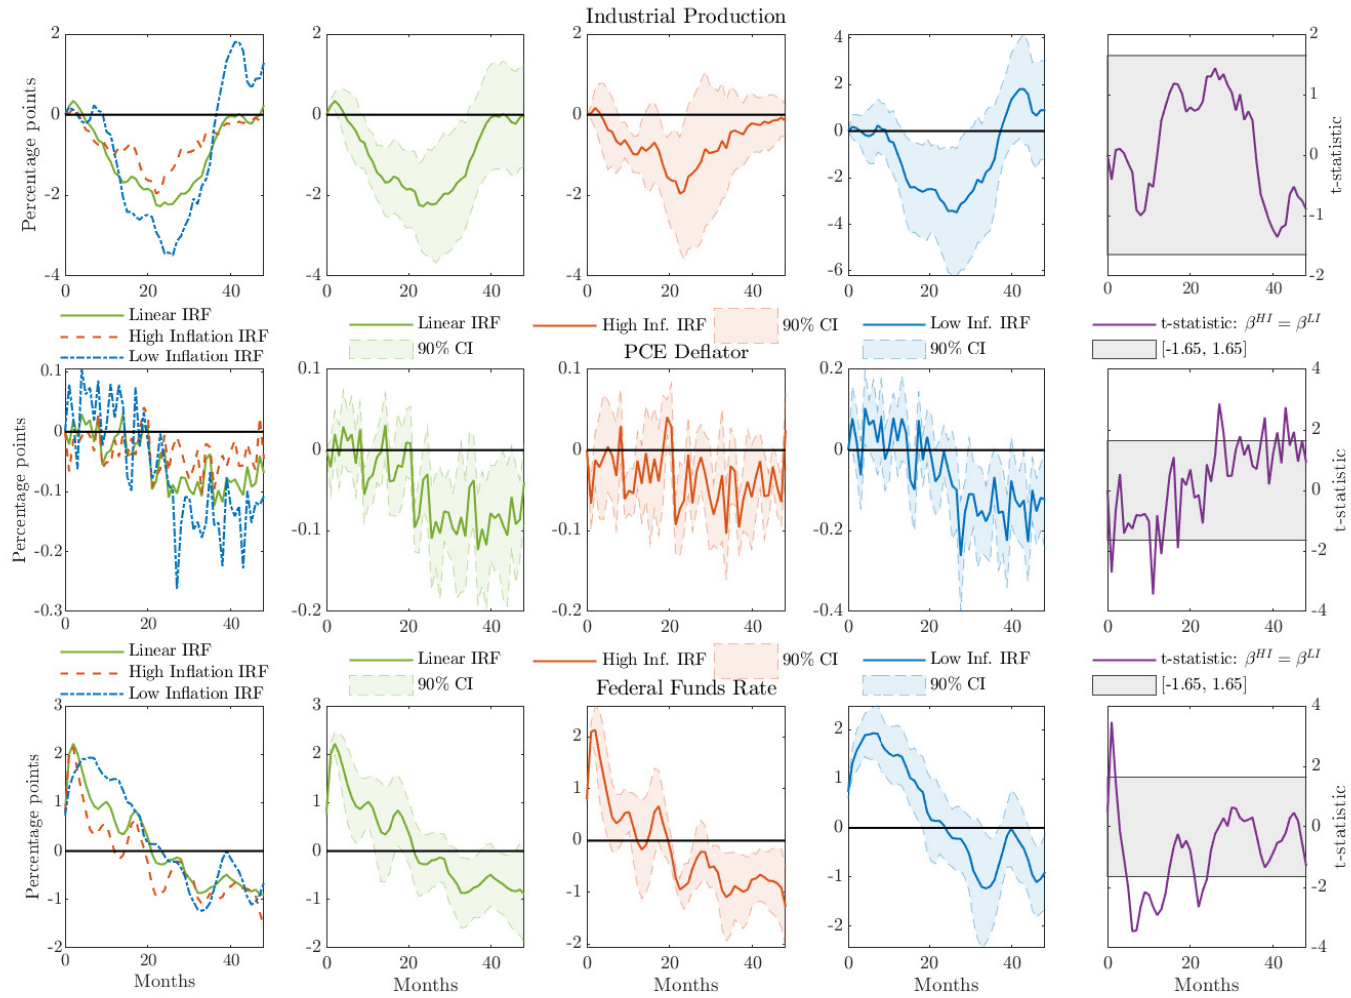 Industrial Production
Percentage points
2
0
-2
-4
0 20 40
2
0
-2
-4
0 20 40
2
0
-2
-4
0 20 40
4
2
0
-2
-4
-6
0 20 40
2
1
0
-1
-2
t-statistic
0 20 40
Linear IRF
High Inflation IRF
Low Inflation IRF
Linear IRF
90% CI
High Inf. IRF
90% CI
Low Inf. IRF
90% CI
t-statistic: β^HI = β^LI
[-1.65, 1.65]
PCE Deflator
Percentage points
0.1
0
-0.1
-0.2
-0.3
0 20 40
0.1
0
-0.1
-0.2
0 20 40
0.1
0
-0.1
-0.2
0 20 40
0.2
0
-0.2
-0.4
0 20 40
4
2
0
-2
-4
t-statistic
0 20 40
Linear IRF
High Inflation IRF
Low Inflation IRF
Linear IRF
90% CI
High Inf. IRF
90% CI
Low Inf. IRF
90% CI
t-statistic: β^HI = β^LI
[-1.65, 1.65]
Federal Funds Rate
Percentage points
3
2
1
0
-1
-2
0 20 40
Months
3
2
1
0
-1
-2
0 20 40
Months
2
1
0
-1
-2
0 20 40
Months
2
1
0
-1
-2
0 20 40
Months
4
2
0
-2
-4
t-statistic
0 20 40
Months